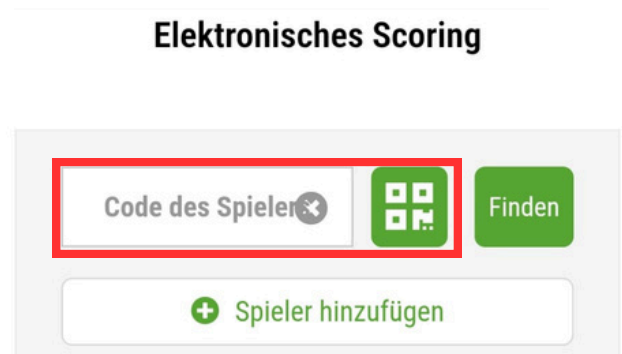 Elektronisches Scoring
Code des Spieler
Finden
Spieler hinzufügen